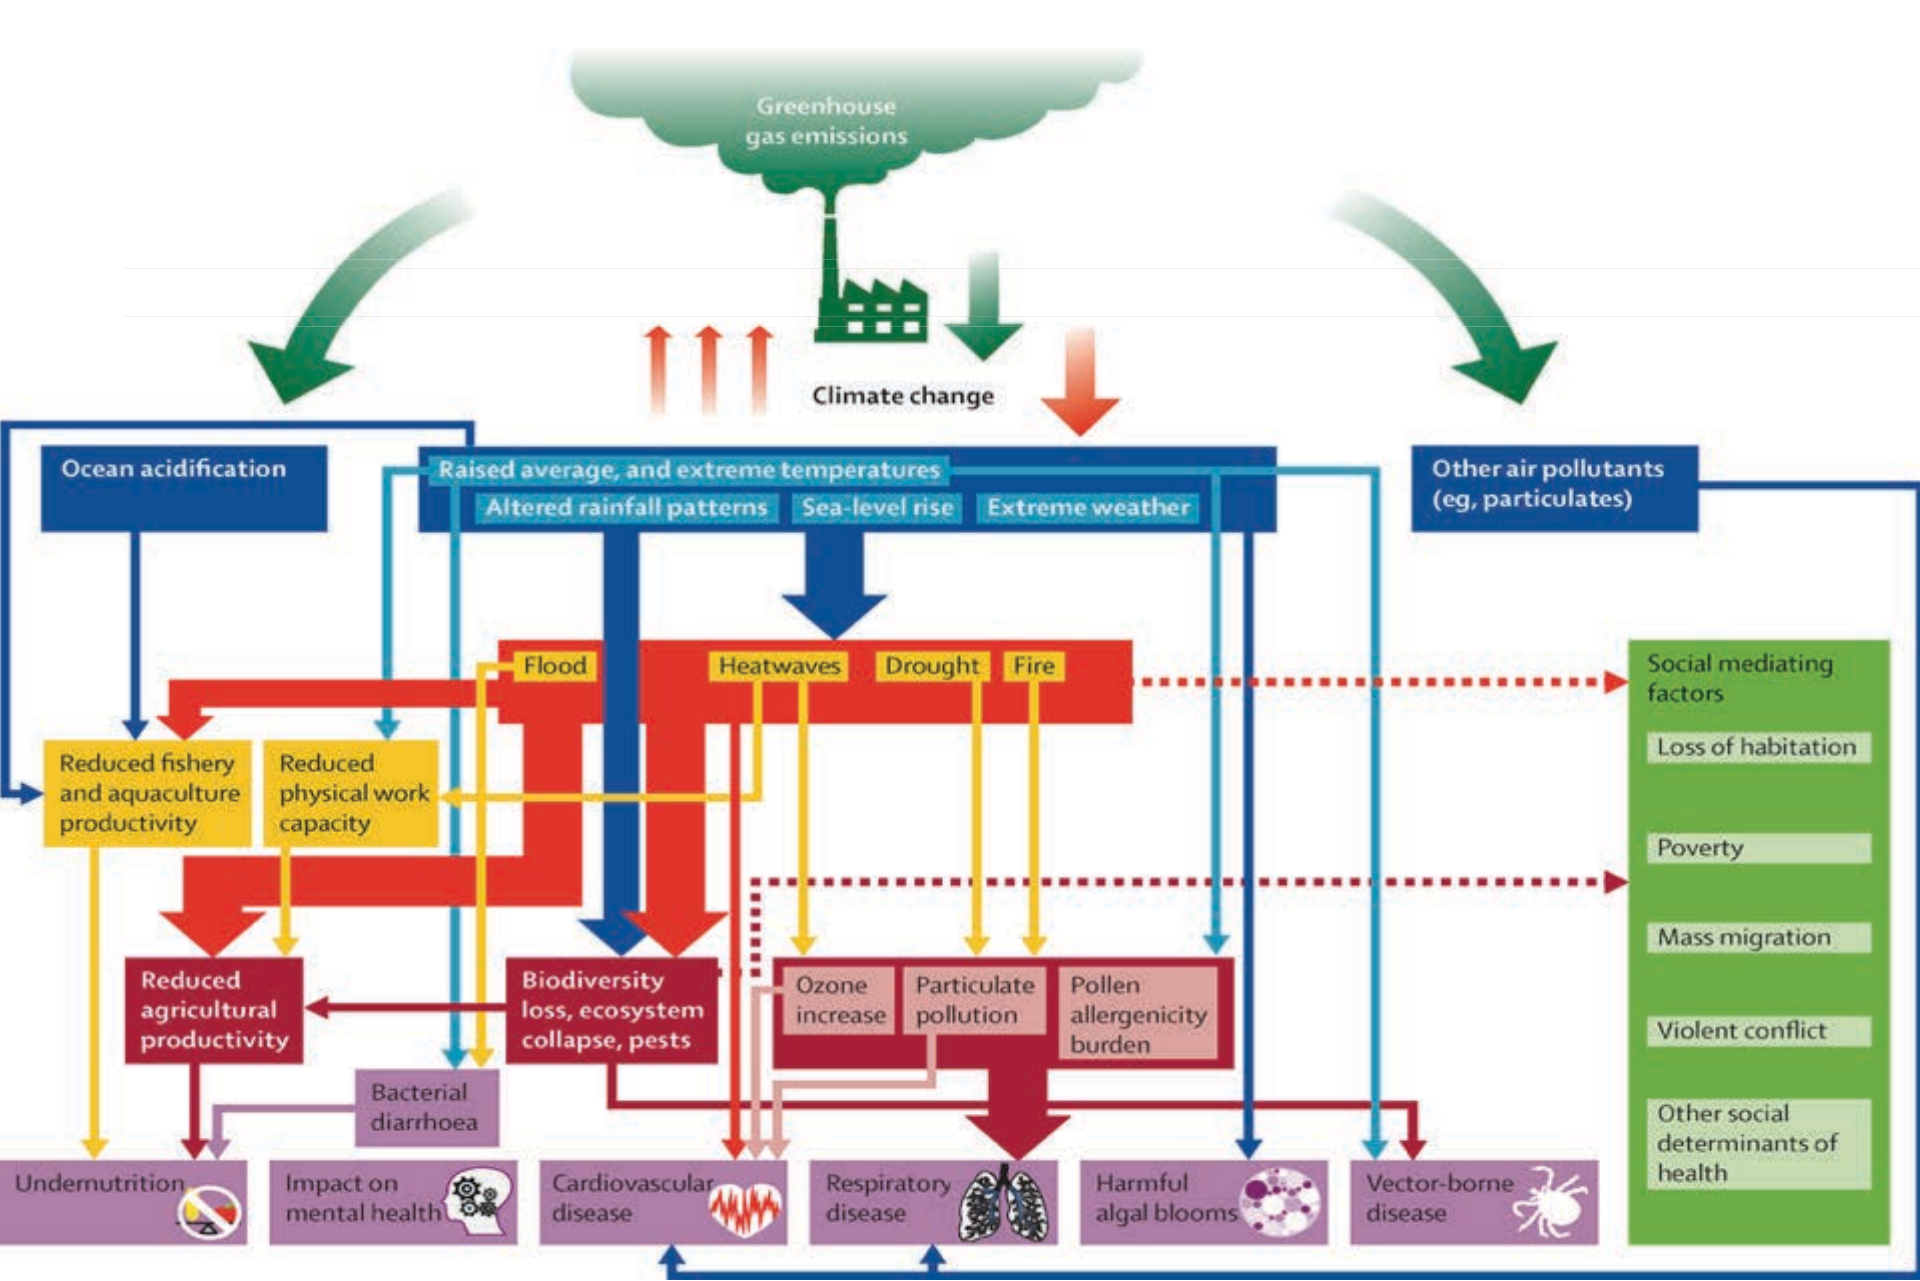 Greenhouse
gas emissions
Climate change
Ocean acidification
Raised average, and extreme temperatures
Altered rainfall patterns
Sea-level rise
Extreme weather
Other air pollutants
(eg, particulates)
Flood
Heatwaves
Drought
Fire
Social mediating
factors
Loss of habitation
Poverty
Mass migration
Violent conflict
Other social
determinants of
health
Reduced fishery
and aquaculture
productivity
Reduced
physical work
capacity
Reduced
agricultural
productivity
Biodiversity
loss, ecosystem
collapse, pests
Ozone
increase
Particulate
pollution
Pollen
allergenicity
burden
Bacterial
diarrhoea
Undernutrition
Impact on
mental health
Cardiovascular
disease
Respiratory
disease
Harmful
algal blooms
Vector-borne
disease